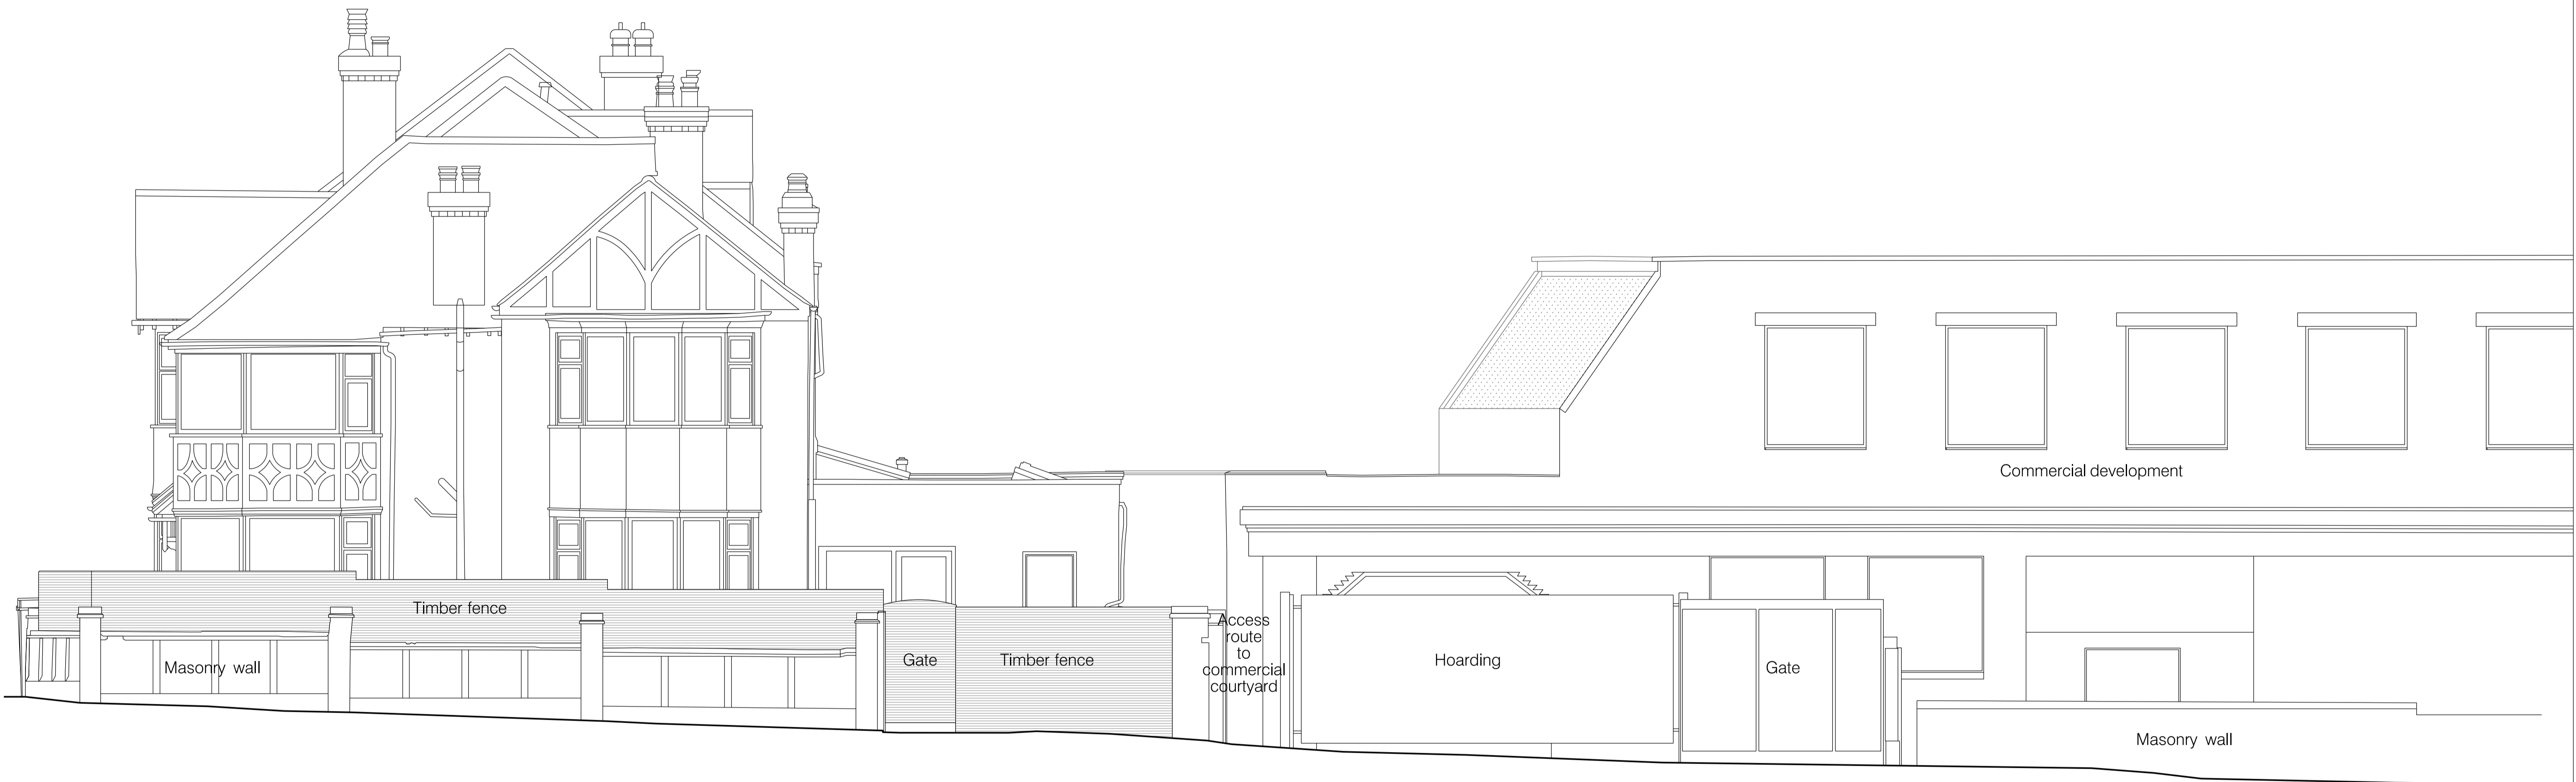 Commercial development
Timber fence
Masonry wall
Gate
Timber fence
Access
route
to
commercial
courtyard
Hoarding
Gate
Masonry wall